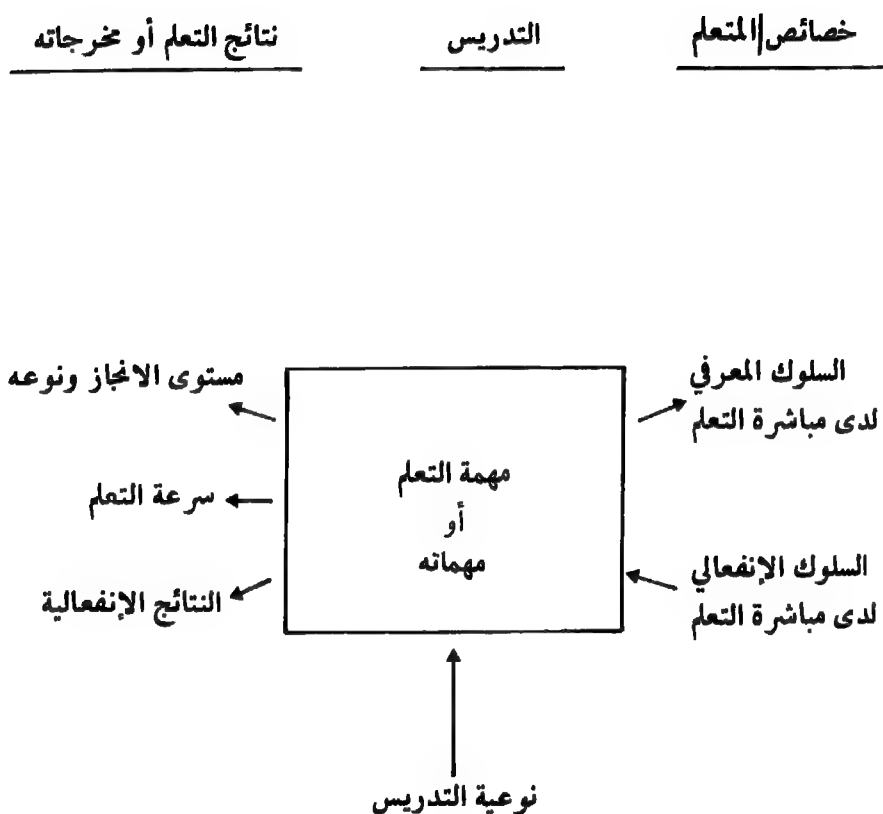 خصائص المتعلم
التدريس
نتائج التعلم أو مخرجاته
السلوك المعرفي
لدى مباشرة التعلم
السلوك الإنفعالي
لدى مباشرة التعلم
مهمة التعلم
أو
مهماته
مستوى الانجاز ونوعه
سرعة التعلم
النتائج الإنفعالية
نوعية التدريس